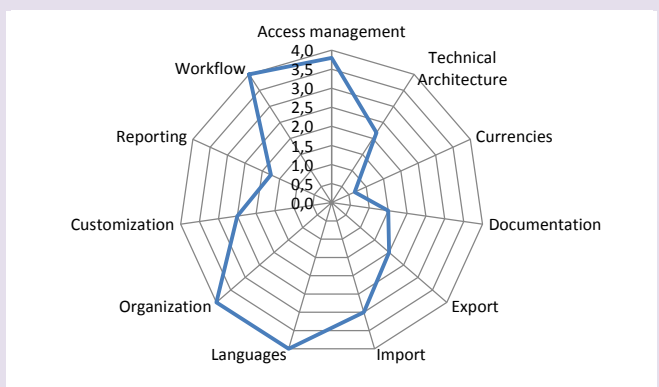 Access management
4,0
3,5
3,0
2,5
2,0
1,5
1,0
0,5
0,0
Technical
Architecture
Currencies
Documentation
Export
Import
Languages
Organization
Customization
Reporting
Workflow